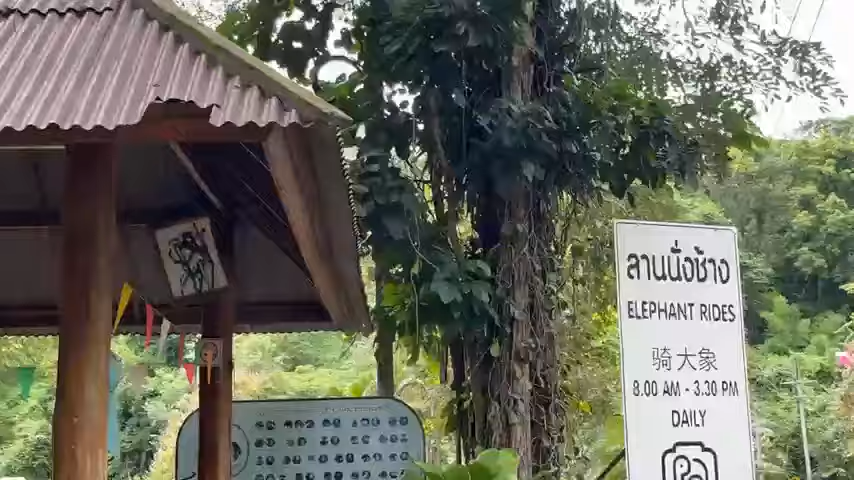 ลานนั่งช้าง
ELEPHANT RIDES
骑大象
8.00 AM - 3.30 PM
DAILY